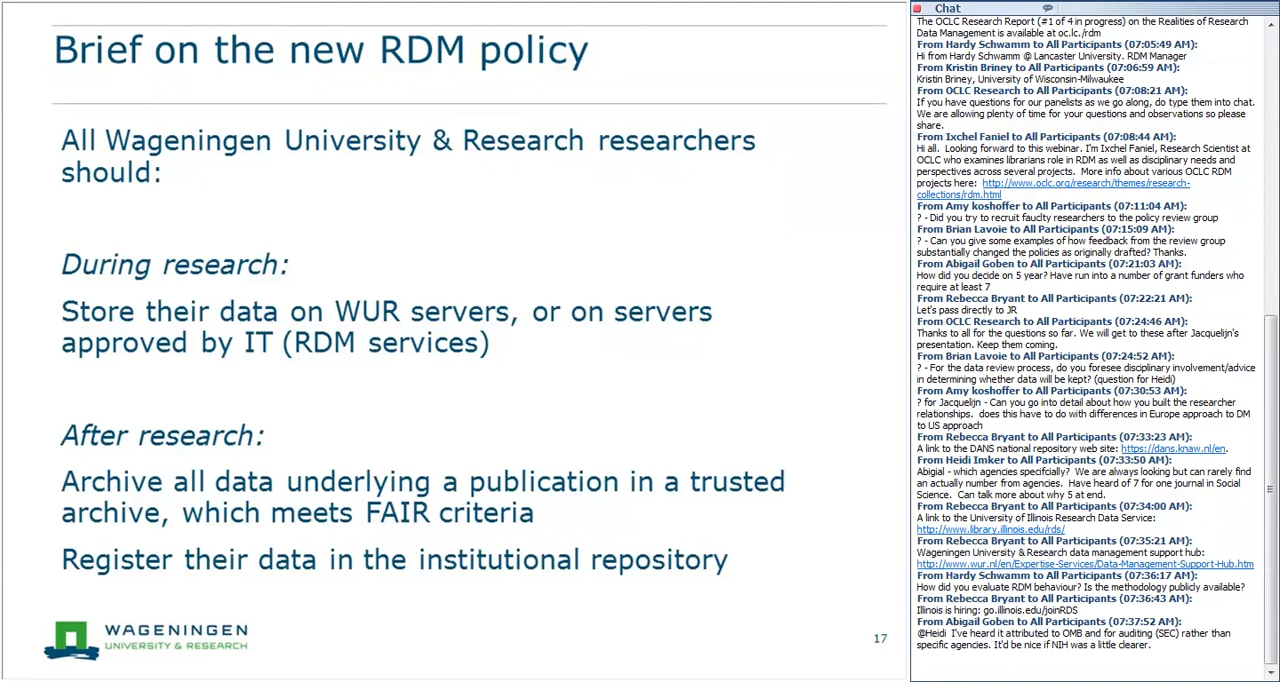 Brief on the new RDM policy
All Wageningen University & Research researchers
should:
During research:
Store their data on WUR servers, or on servers
approved by IT (RDM services)
After research:
Archive all data underlying a publication in a trusted
archive, which meets FAIR criteria
Register their data in the institutional repository
WAGENINGEN
UNIVERSITY & RESEARCH
17
Chat
The OCLC Research Report (#1 of 4 in progress) on the Realities of Research
Data Management is available at oc.lc./rdm
From Hardy Schwamm to All Participants (07:05:49 AM):
Hi from Hardy Schwamm @ Lancaster University. RDM Manager
From Kristin Briney to All Participants (07:06:59 AM):
Kristin Briney, University of Wisconsin-Milwaukee
From OCLC Research to All Participants (07:08:21 AM):
If you have questions for our panelists as we go along, do type them into chat.
We are allowing plenty of time for your questions and observations so please
share.
From Ixchel Faniel to All Participants (07:08:44 AM):
Hi all.  Looking forward to this webinar. I'm Ixchel Faniel, Research Scientist at
OCLC who examines librarians role in RDM as well as disciplinary needs and
perspectives across several projects.  More info about various OCLC RDM
projects here:  http://www.oclc.org/research/themes/research-
collections/rdm.html
From Amy koshoffer to All Participants (07:11:04 AM):
? - Did you try to recruit fauclty researchers to the policy review group
From Brian Lavoie to All Participants (07:15:09 AM):
? - Can you give some examples of how feedback from the review group
substantially changed the policies as originally drafted? Thanks.
From Abigail Goben to All Participants (07:21:03 AM):
How did you decide on 5 year? Have run into a number of grant funders who
require at least 7
From Rebecca Bryant to All Participants (07:22:21 AM):
Let's pass directly to JR
From OCLC Research to All Participants (07:24:46 AM):
Thanks to all for the questions so far. We will get to these after Jacquelijn's
presentation. Keep them coming.
From Brian Lavoie to All Participants (07:24:52 AM):
? - For the data review process, do you foresee disciplinary involvement/advice
in determining whether data will be kept? (question for Heidi)
From Amy koshoffer to All Participants (07:30:53 AM):
? for Jacquelijn - Can you go into detail about how you built the researcher
relationships.  does this have to do with differences in Europe approach to DM
to US approach
From Rebecca Bryant to All Participants (07:33:23 AM):
A link to the DANS national repository web site: https://dans.knaw.nl/en.
From Heidi Imker to All Participants (07:33:50 AM):
Abigial - which agencies specifcially?  We are always looking but can rarely find
an actually number from agencies.  Have heard of 7 for one journal in Social
Science.  Can talk more about why 5 at end.
From Rebecca Bryant to All Participants (07:34:00 AM):
A link to the University of Illinois Research Data Service:
http://www.library.illinois.edu/rds/
From Rebecca Bryant to All Participants (07:35:21 AM):
Wageningen University & Research data management support hub:
http://www.wur.nl/en/Expertise-Services/Data-Management-Support-Hub.htm
From Hardy Schwamm to All Participants (07:36:17 AM):
How did you evaluate RDM behaviour? Is the methodology publicly available?
From Rebecca Bryant to All Participants (07:36:43 AM):
Illinois is hiring: go.illinois.edu/joinRDS
From Abigail Goben to All Participants (07:37:52 AM):
@Heidi  I've heard it attributed to OMB and for auditing (SEC) rather than
specific agencies. It'd be nice if NIH was a little clearer.